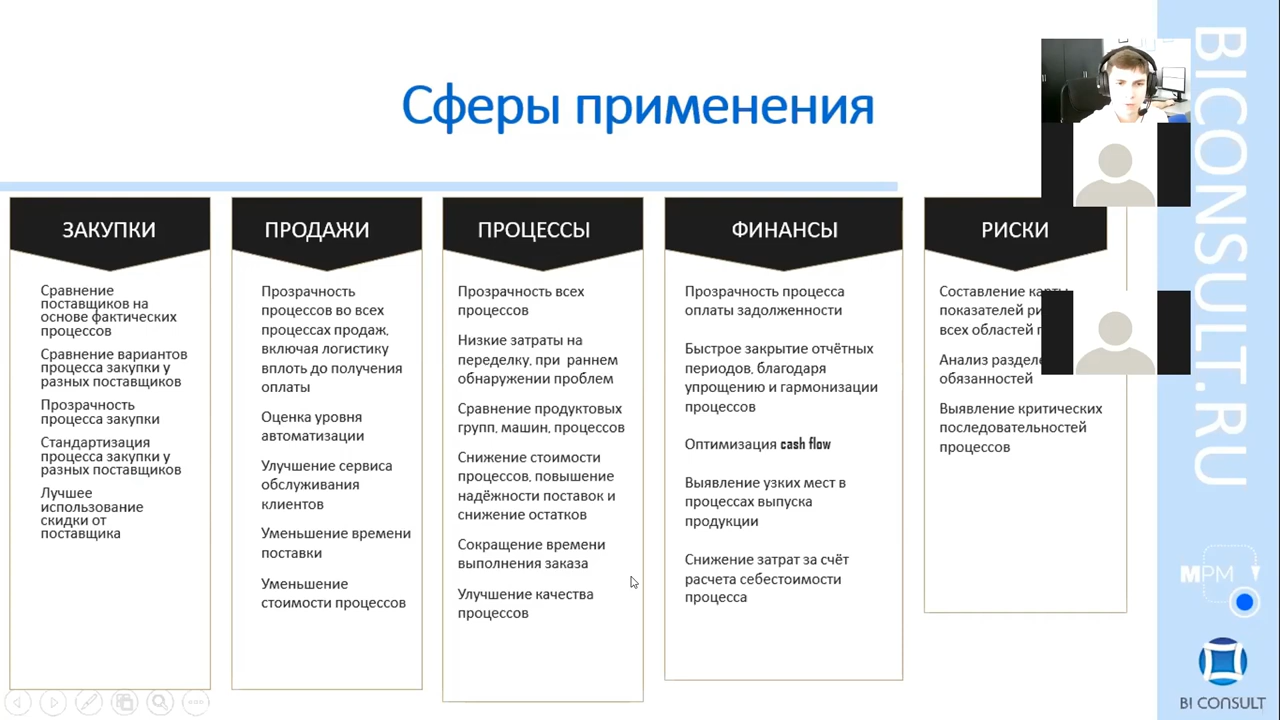 Сферы применения
ЗАКУПКИ
Сравнение
поставщиков на
основе фактических
процессов
Сравнение вариантов
процесса закупки у
разных поставщиков
Прозрачность
процесса закупки
Стандартизация
процесса закупки у
разных поставщиков
Лучшее
использование
скидки от
поставщика
ПРОДАЖИ
Прозрачность
процессов во всех
процессах продаж,
включая логистику
вплоть до получения
оплаты
Оценка уровня
автоматизации
Улучшение сервиса
обслуживания
клиентов
Уменьшение времени
поставки
Уменьшение
стоимости процессов
ПРОЦЕССЫ
Прозрачность всех
процессов
Низкие затраты на
переделку, при раннем
обнаружении проблем
Сравнение продуктовых
групп, машин, процессов
Снижение стоимости
процессов, повышение
надёжности поставок и
снижение остатков
Сокращение времени
выполнения заказа
Улучшение качества
процессов
ФИНАНСЫ
Прозрачность процесса
оплаты задолженности
Быстрое закрытие отчётных
периодов, благодаря
упрощению и гармонизации
процессов
Оптимизация cash flow
Выявление узких мест в
процессах выпуска
продукции
Снижение затрат за счёт
расчета себестоимости
процесса
РИСКИ
Составление карты
показателей
всех областей
Анализ
обязанностей
Выявление критических
последовательностей
процессов
BICONSULT.RU
MPM
BI CONSULT